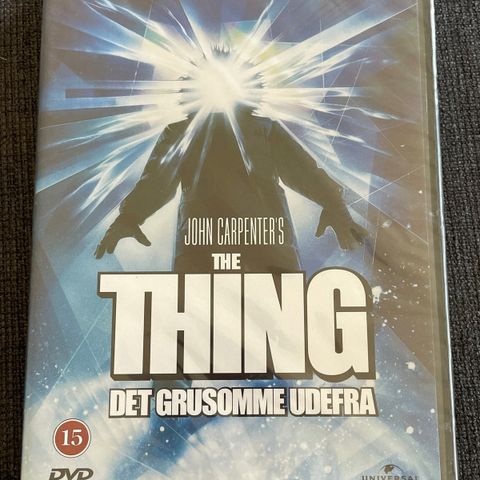 JOHN CARPENTER'S
THE
THING
DET GRUSOMME UDEFRA
15
DVD
UNIVERSAL